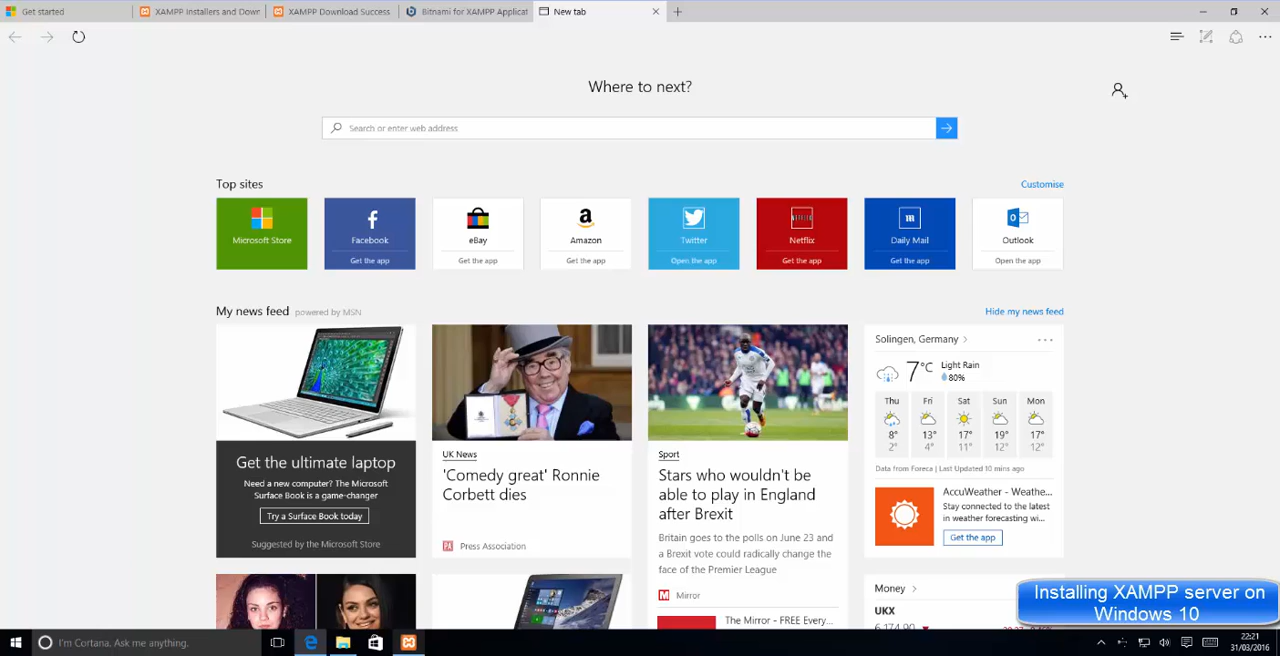 Get started
XAMPP Installers and Down
XAMPP Download Success
Bitnami for XAMPP Applicat
New tab
Where to next?
Search or enter web address
Top sites
Customise
Microsoft Store
Facebook
Get the app
eBay
Get the app
Amazon
Get the app
Twitter
Open the app
Netflix
Get the app
Daily Mail
Get the app
Outlook
Open the app
My news feed powered by MSN
Hide my news feed
Get the ultimate laptop
Need a new computer? The Microsoft
Surface Book is a game-changer
Try a Surface Book today
Suggested by the Microsoft Store
UK News
'Comedy great' Ronnie
Corbett dies
Press Association
Sport
Stars who wouldn't be
able to play in England
after Brexit
Britain goes to the polls on June 23 and
a Brexit vote could radically change the
face of the Premier League
Mirror
The Mirror - FREE Every...
Solingen, Germany
7°C
Light Rain
80%
Thu Fri Sat Sun Mon
8° 13° 17° 19° 17°
2° 4° 11° 12° 12°
Data from Foreca | Last Updated 10 mins ago
AccuWeather - Weathe...
Stay connected to the latest
in weather forecasting wi...
Get the app
Money
UKX
6,174.90
Installing XAMPP server on
Windows 10
I'm Cortana. Ask me anything.
22:21
31/03/2016